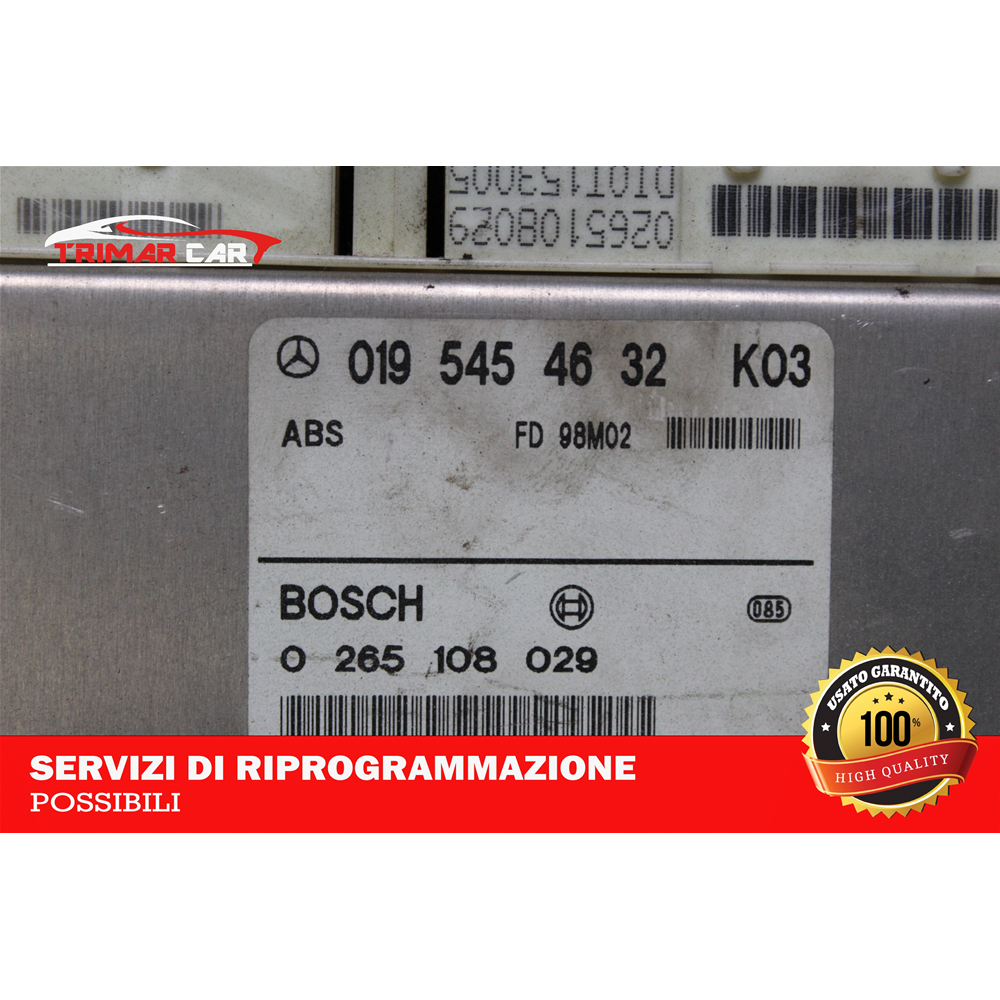 DTOT153005
0265108029
TRIMAR CAR
019 545 46 32 K03
ABS FD 98M02
BOSCH
085
0 265 108 029
USATO GARANTITO
100%
HIGH QUALITY
SERVIZI DI RIPROGRAMMAZIONE
POSSIBILI